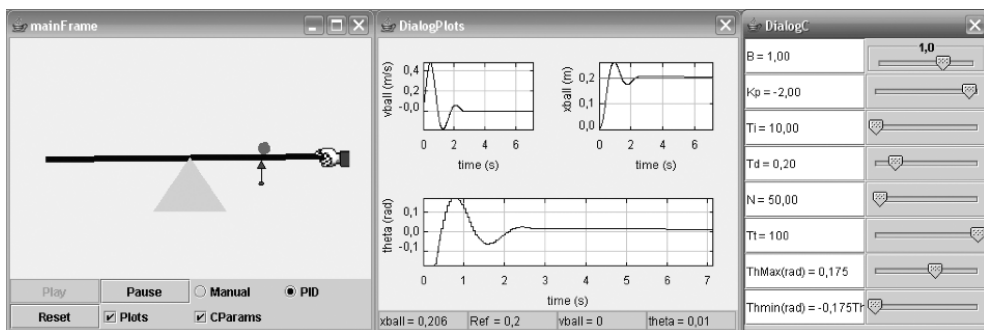 mainFrame
Play
Pause
Manual
PID
Reset
Plots
CParams
DialogPlots
vball (m/s)
0,4
0,2
-0,0
0 2 4 6
time (s)
xball (m)
0,2
0,1
0,0
0 2 4 6
time (s)
theta (rad)
0,1
0,0
-0,1
0 1 2 3 4 5 6 7
time (s)
xball = 0,206 Ref = 0,2 vball = 0 theta = 0,01
DialogC
B = 1,00
1,0
Kp = -2,00
Ti = 10,00
Td = 0,20
N = 50,00
Tt = 100
ThMax(rad) = 0,175
Thmin(rad) = -0,175Th